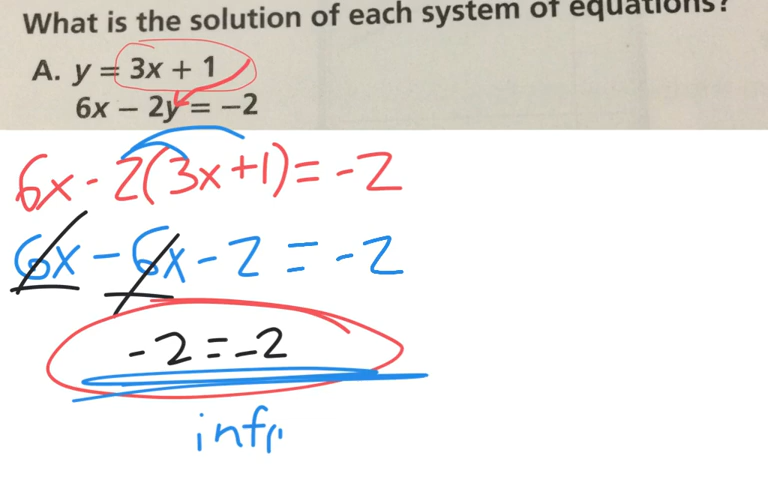 What is the solution of each system of equations?
A. y = 3x + 1
6x − 2y = −2
6x - 2(3x+1) = -2
6x - 6x - 2 = -2
-2 = -2